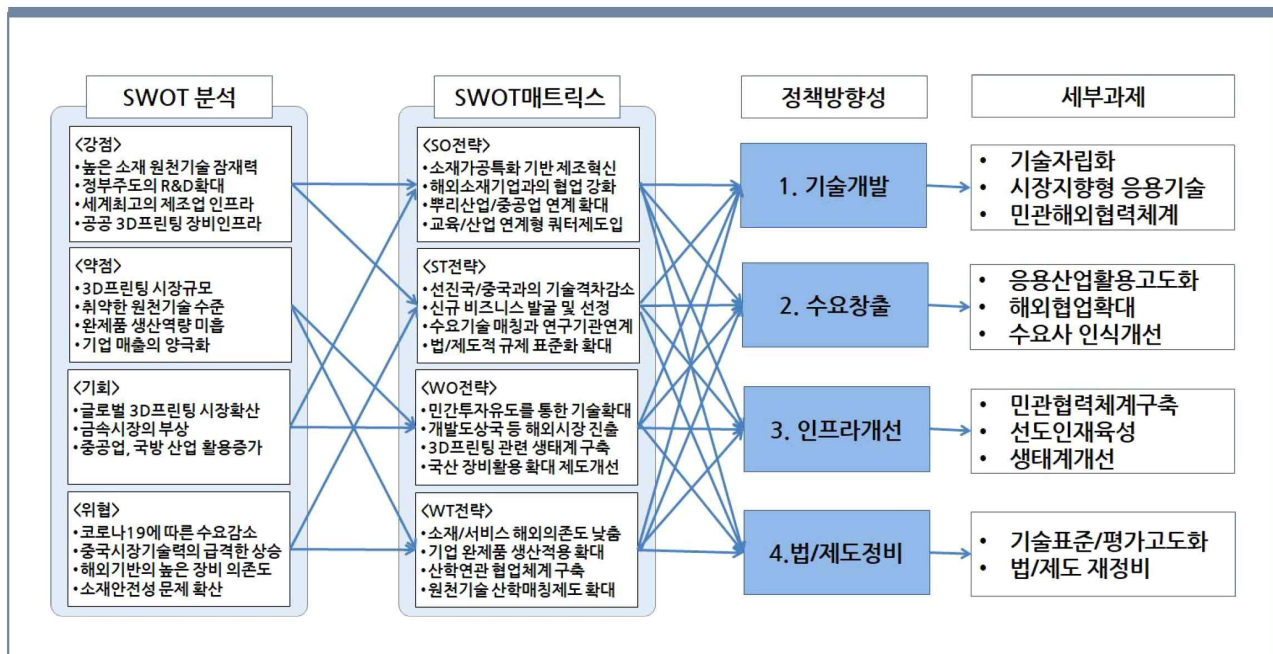 SWOT 분석
<강점>
•높은 소재 원천기술 잠재력
•정부주도의 R&D확대
•세계최고의 제조업 인프라
•공공 3D프린팅 장비인프라
<약점>
•3D프린팅 시장규모
•취약한 원천기술 수준
•완제품 생산역량 미흡
•기업 매출의 양극화
<기회>
•글로벌 3D프린팅 시장확산
•금속시장의 부상
•중공업, 국방 산업 활용증가
<위협>
•코로나19에 따른 수요감소
•중국시장기술력의 급격한 상승
•해외기반의 높은 장비 의존도
•소재안전성 문제 확산
SWOT매트릭스
<SO전략>
•소재가공특화 기반 제조혁신
•해외소재기업과의 협업 강화
•뿌리산업/중공업 연계 확대
•교육/산업 연계형 쿼터제도입
<ST전략>
•선진국/중국과의 기술격차감소
•신규 비즈니스 발굴 및 선정
•수요기술 매칭과 연구기관연계
•법/제도적 규제 표준화 확대
<WO전략>
•민간투자유도를 통한 기술확대
•개발도상국 등 해외시장 진출
•3D프린팅 관련 생태계 구축
•국산 장비활용 확대 제도개선
<WT전략>
•소재/서비스 해외의존도 낮춤
•기업 완제품 생산적용 확대
•산학연관 협업체계 구축
•원천기술 산학매칭제도 확대
정책방향성
1. 기술개발
2. 수요창출
3. 인프라개선
4.법/제도정비
세부과제
• 기술자립화
• 시장지향형 응용기술
• 민관해외협력체계
• 응용산업활용고도화
• 해외협업확대
• 수요사 인식개선
• 민관협력체계구축
• 선도인재육성
• 생태계개선
• 기술표준/평가고도화
• 법/제도 재정비